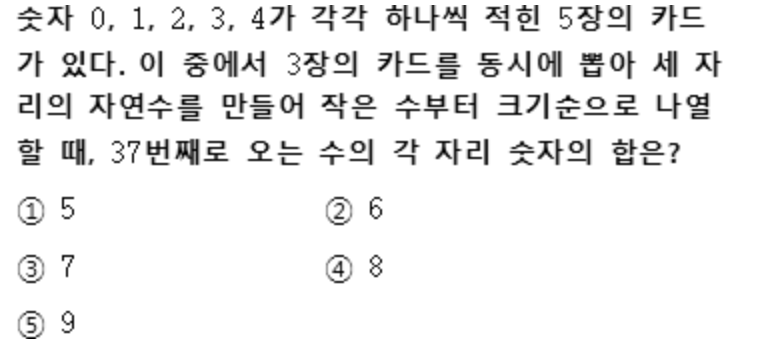 숫자 0, 1, 2, 3, 4가 각각 하나씩 적힌 5장의 카드
가 있다. 이 중에서 3장의 카드를 동시에 뽑아 세 자
리의 자연수를 만들어 작은 수부터 크기순으로 나열
할 때, 37번째로 오는 수의 각 자리 숫자의 합은?
① 5 ② 6
③ 7 ④ 8
⑤ 9